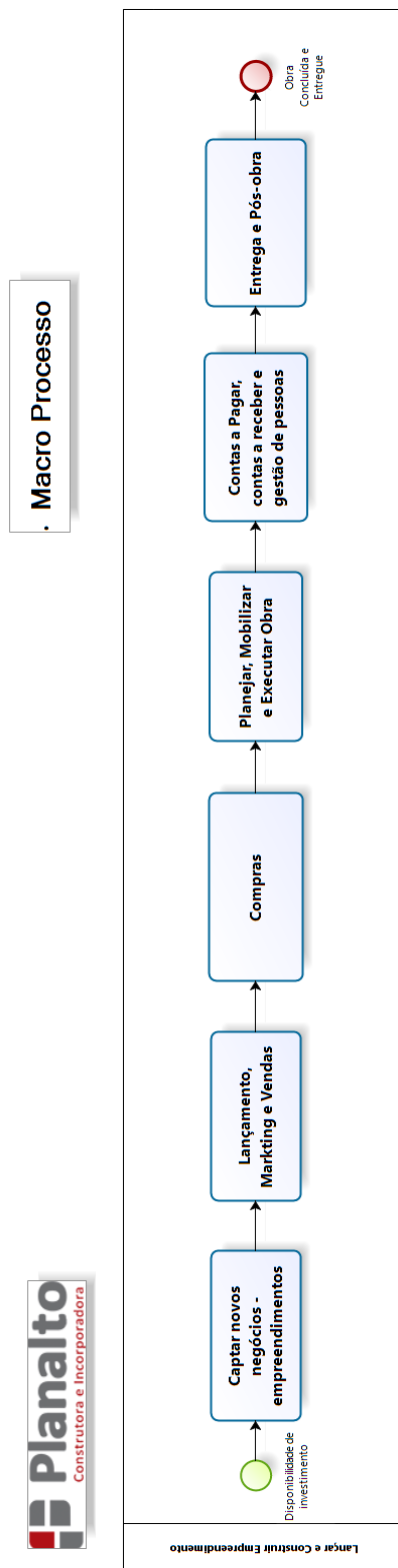 Planalto
Construtora e Incorporadora
. Macro Processo
Lançar e Construir Empreendimento
Disponibilidade de
investimento
Captar novos
negócios -
empreendimentos
Lançamento,
Markting e Vendas
Compras
Planejar, Mobilizar
e Executar Obra
Contas a Pagar,
contas a receber e
gestão de pessoas
Entrega e Pós-obra
Obra
Concluída e
Entregue